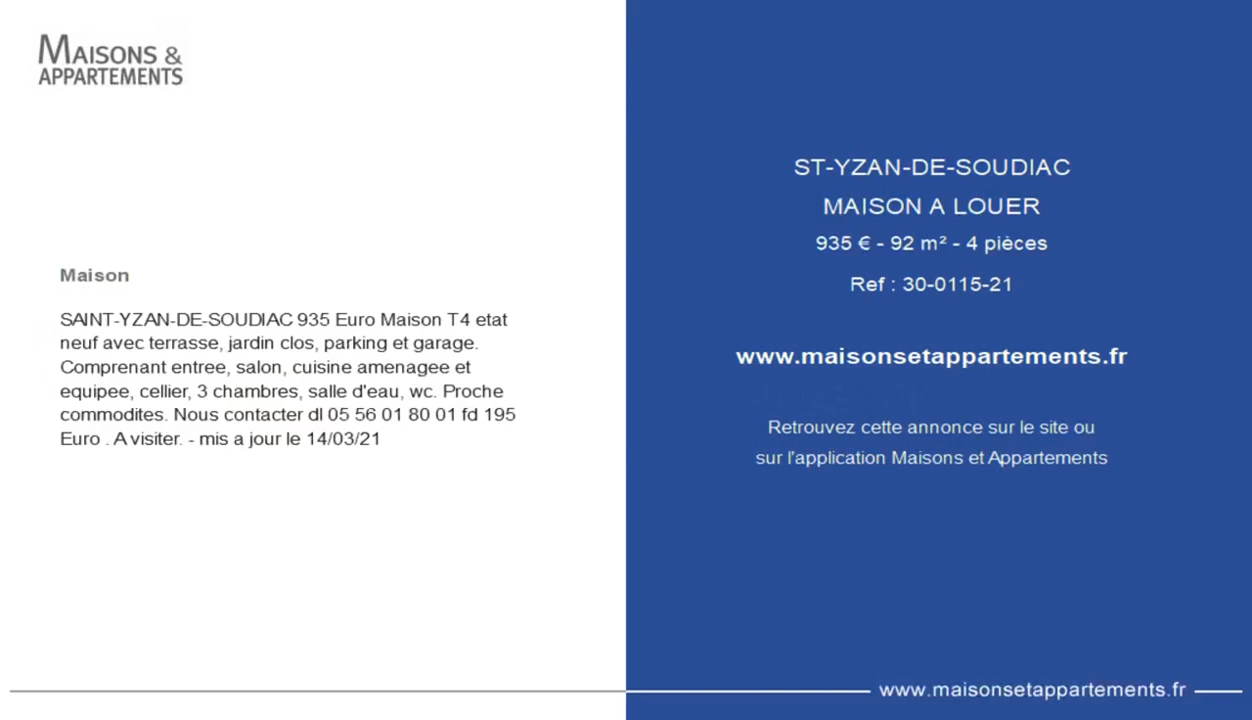 MAISONS &
APPARTEMENTS
Maison
SAINT-YZAN-DE-SOUDIAC 935 Euro Maison T4 etat
neuf avec terrasse, jardin clos, parking et garage.
Comprenant entree, salon, cuisine amenagee et
equipee, cellier, 3 chambres, salle d'eau, wc. Proche
commodites. Nous contacter dl 05 56 01 80 01 fd 195
Euro . A visiter. - mis a jour le 14/03/21
ST-YZAN-DE-SOUDIAC
MAISON A LOUER
935 € - 92 m² - 4 pièces
Ref : 30-0115-21
www.maisonsetappartements.fr
Retrouvez cette annonce sur le site ou
sur l'application Maisons et Appartements
www.maisonsetappartements.fr